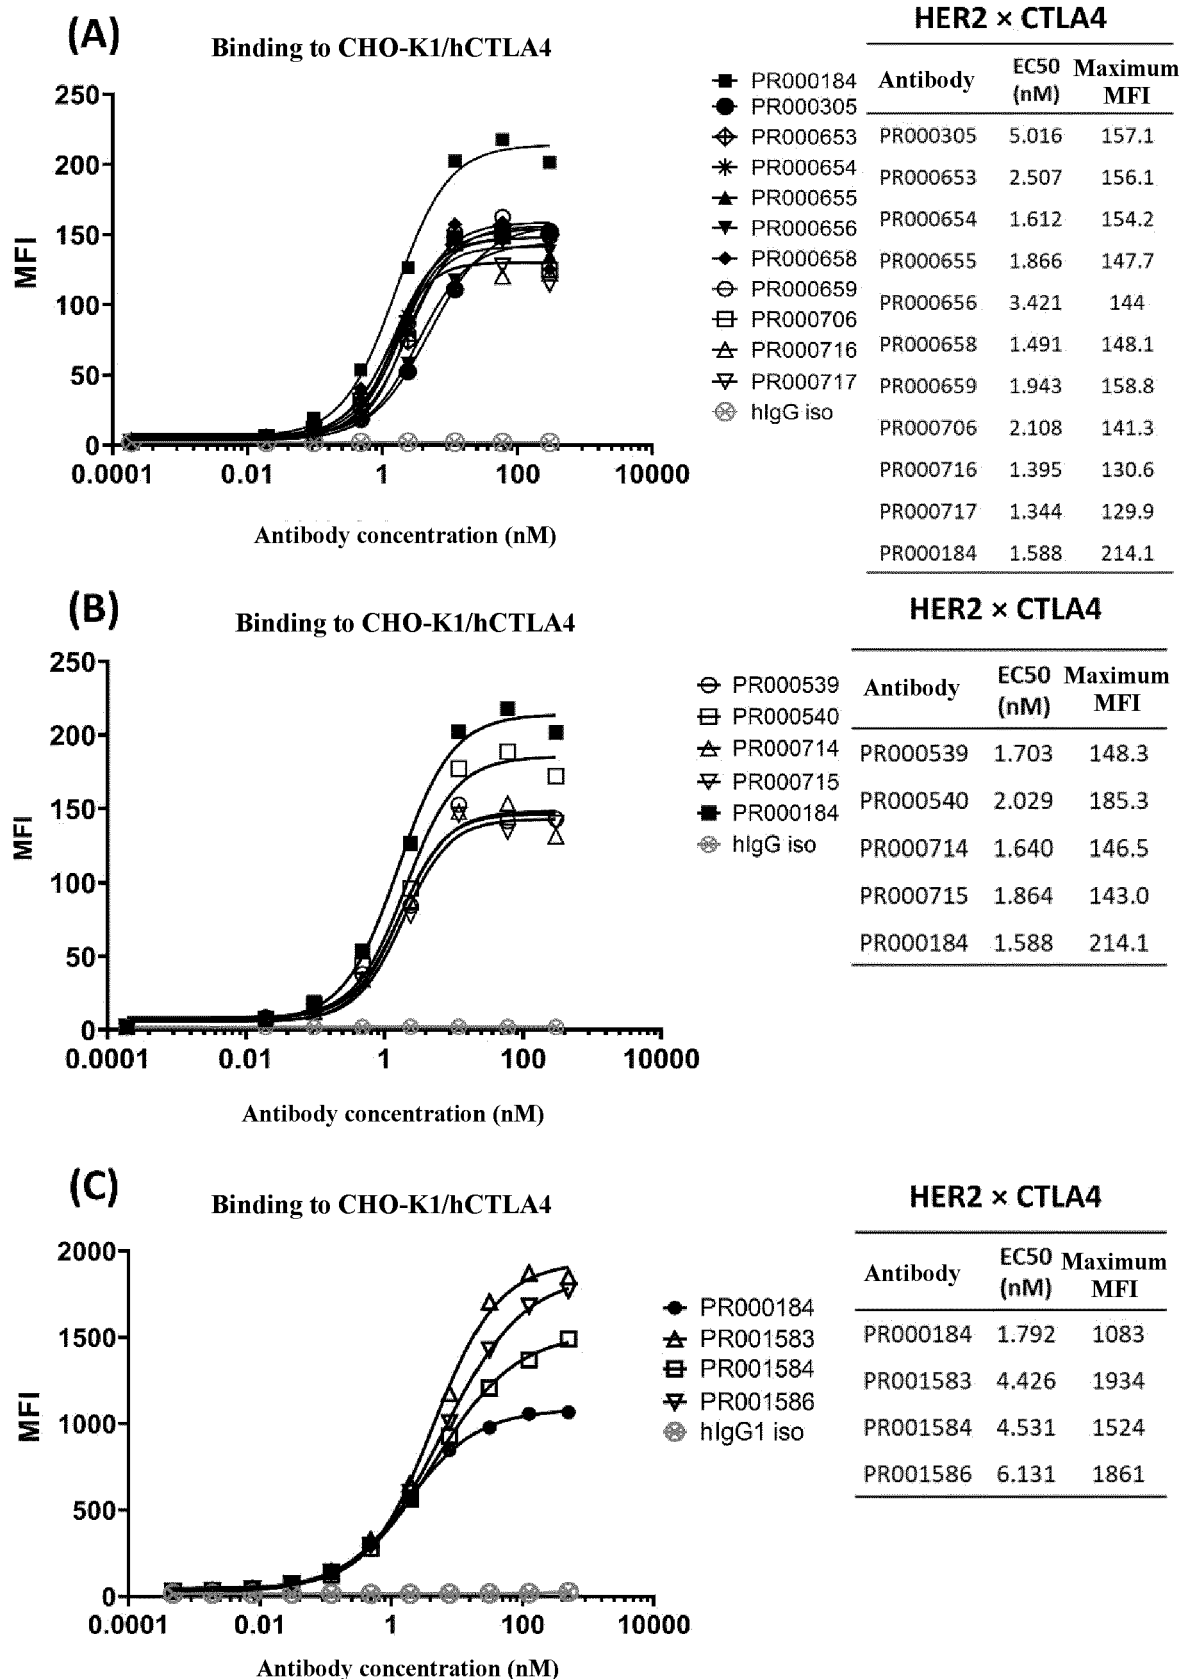 (A)
Binding to CHO-K1/hCTLA4
250
200
150
100
50
0
MFI
0.0001
0.01
1
100
10000
Antibody concentration (nM)
PR000184
PR000305
PR000653
PR000654
PR000655
PR000656
PR000658
PR000659
PR000706
PR000716
PR000717
hIgG iso
HER2 × CTLA4
Antibody EC50 (nM) Maximum MFI
PR000305 5.016 157.1
PR000653 2.507 156.1
PR000654 1.612 154.2
PR000655 1.866 147.7
PR000656 3.421 144
PR000658 1.491 148.1
PR000659 1.943 158.8
PR000706 2.108 141.3
PR000716 1.395 130.6
PR000717 1.344 129.9
PR000184 1.588 214.1
(B)
Binding to CHO-K1/hCTLA4
250
200
150
100
50
0
MFI
0.0001
0.01
1
100
10000
Antibody concentration (nM)
PR000539
PR000540
PR000714
PR000715
PR000184
hIgG iso
HER2 × CTLA4
Antibody EC50 (nM) Maximum MFI
PR000539 1.703 148.3
PR000540 2.029 185.3
PR000714 1.640 146.5
PR000715 1.864 143.0
PR000184 1.588 214.1
(C)
Binding to CHO-K1/hCTLA4
2000
1500
1000
500
0
MFI
0.0001
0.01
1
100
10000
Antibody concentration (nM)
PR000184
PR001583
PR001584
PR001586
hIgG1 iso
HER2 × CTLA4
Antibody EC50 (nM) Maximum MFI
PR000184 1.792 1083
PR001583 4.426 1934
PR001584 4.531 1524
PR001586 6.131 1861